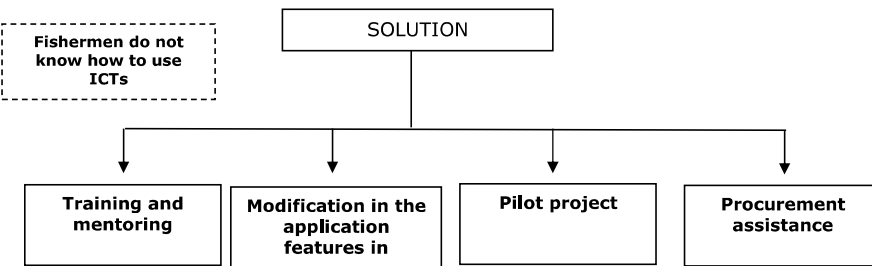 SOLUTION
Fishermen do not
know how to use
ICTs
Training and
mentoring
Modification in the
application
features in
Pilot project
Procurement
assistance